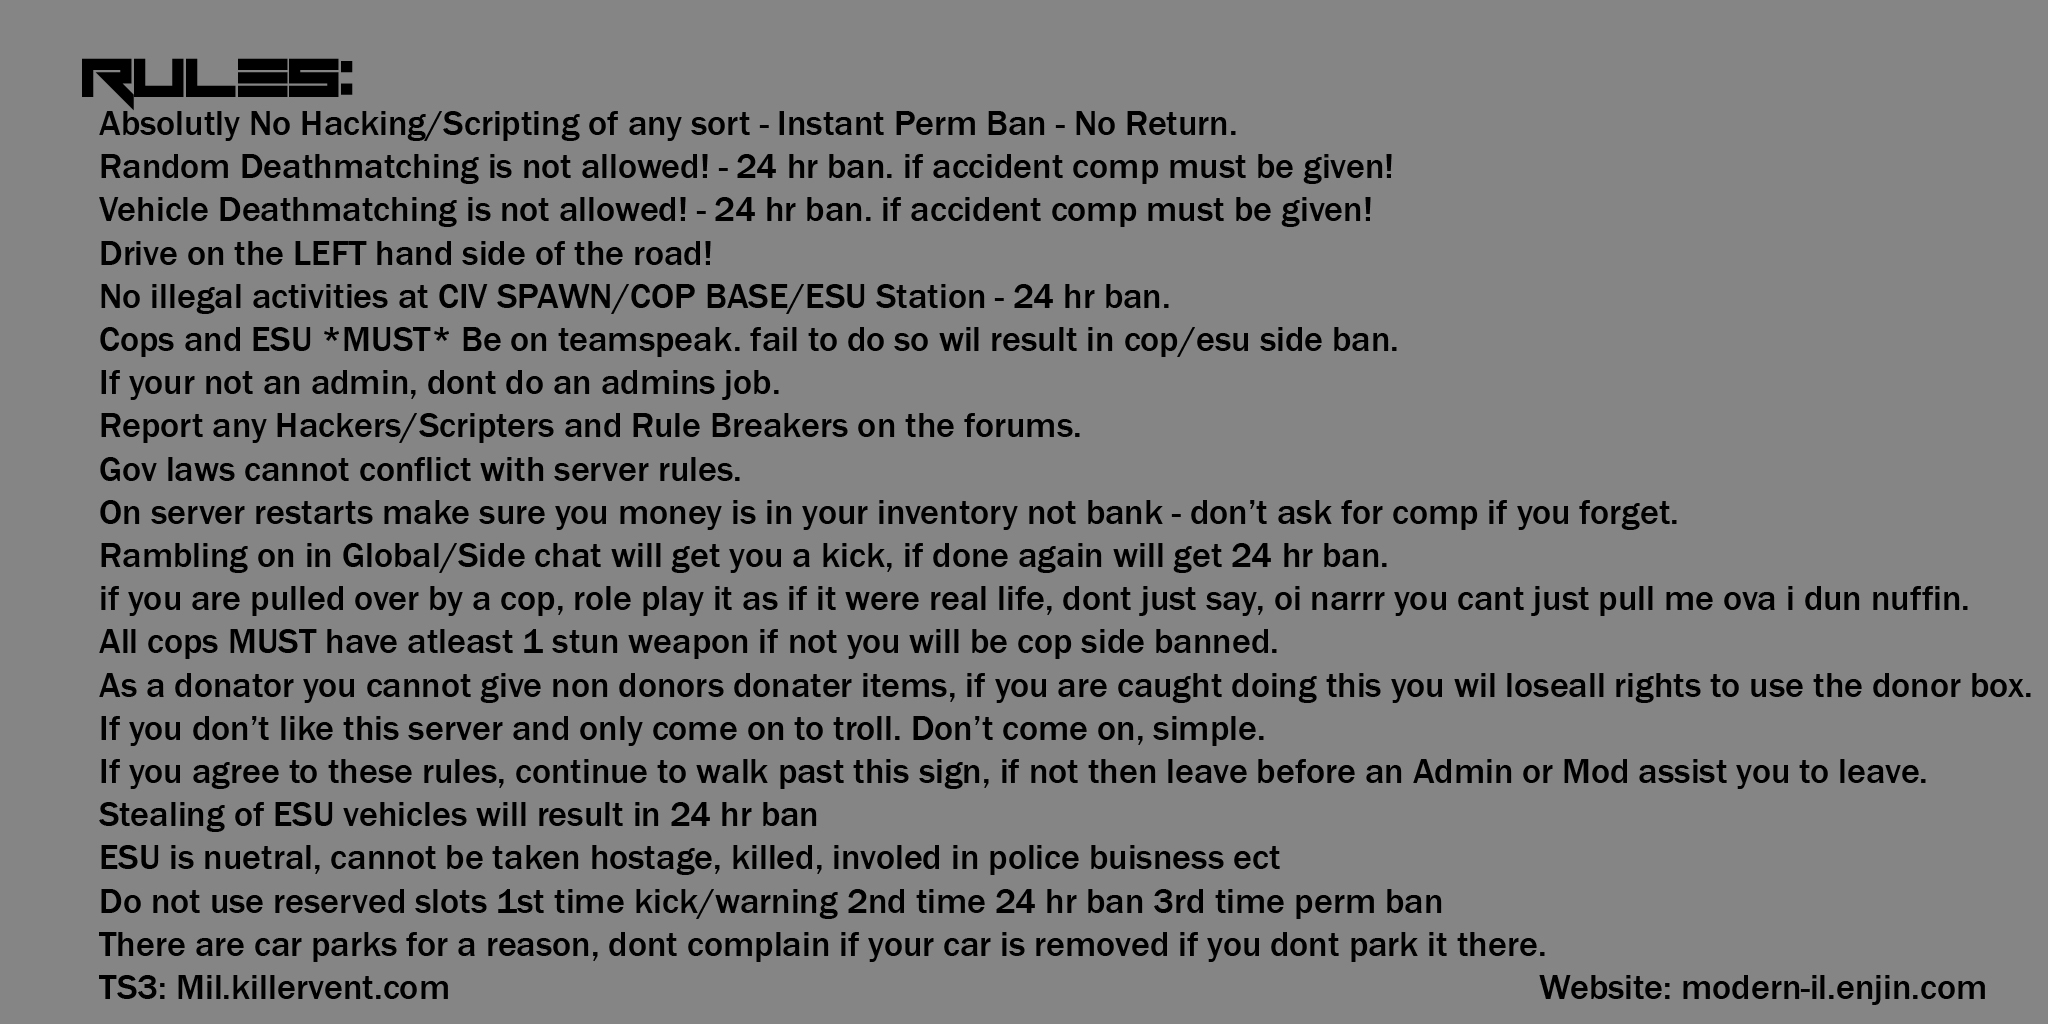 RULES:
Absolutly No Hacking/Scripting of any sort - Instant Perm Ban - No Return.
Random Deathmatching is not allowed! - 24 hr ban. if accident comp must be given!
Vehicle Deathmatching is not allowed! - 24 hr ban. if accident comp must be given!
Drive on the LEFT hand side of the road!
No illegal activities at CIV SPAWN/COP BASE/ESU Station - 24 hr ban.
Cops and ESU *MUST* Be on teamspeak. fail to do so wil result in cop/esu side ban.
If your not an admin, dont do an admins job.
Report any Hackers/Scripters and Rule Breakers on the forums.
Gov laws cannot conflict with server rules.
On server restarts make sure you money is in your inventory not bank - don’t ask for comp if you forget.
Rambling on in Global/Side chat will get you a kick, if done again will get 24 hr ban.
if you are pulled over by a cop, role play it as if it were real life, dont just say, oi narrr you cant just pull me ova i dun nuffin.
All cops MUST have atleast 1 stun weapon if not you will be cop side banned.
As a donator you cannot give non donors donater items, if you are caught doing this you wil loseall rights to use the donor box.
If you don’t like this server and only come on to troll. Don’t come on, simple.
If you agree to these rules, continue to walk past this sign, if not then leave before an Admin or Mod assist you to leave.
Stealing of ESU vehicles will result in 24 hr ban
ESU is nuetral, cannot be taken hostage, killed, involed in police buisness ect
Do not use reserved slots 1st time kick/warning 2nd time 24 hr ban 3rd time perm ban
There are car parks for a reason, dont complain if your car is removed if you dont park it there.
TS3: Mil.killervent.com
Website: modern-il.enjin.com